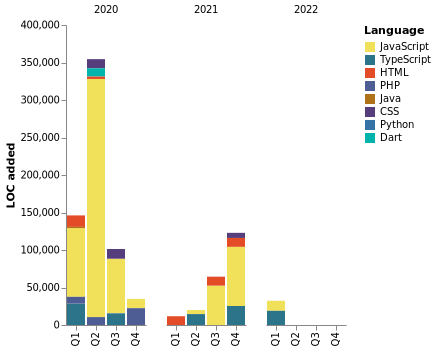 2020 2021 2022
Language
JavaScript
TypeScript
HTML
PHP
Java
CSS
Python
Dart
LOC added
400,000
350,000
300,000
250,000
200,000
150,000
100,000
50,000
0
Q1 Q2 Q3 Q4 Q1 Q2 Q3 Q4 Q1 Q2 Q3 Q4